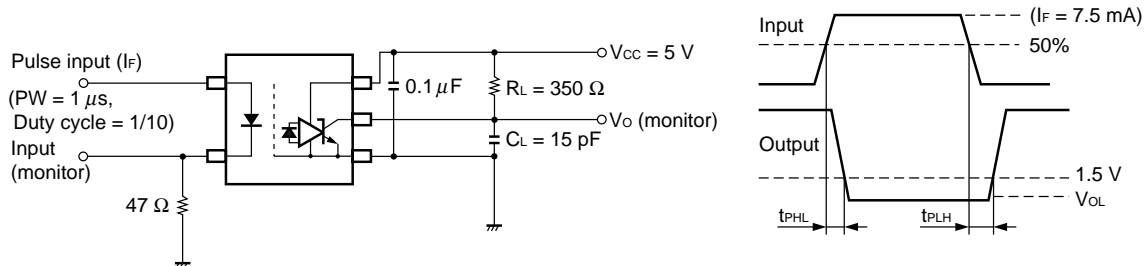 Pulse input (IF)
(PW = 1 μs,
Duty cycle = 1/10)
Input
(monitor)
47 Ω
0.1 μF
VCC = 5 V
RL = 350 Ω
VO (monitor)
CL = 15 pF
Input
(IF = 7.5 mA)
50%
Output
1.5 V
VOL
tPHL
tPLH